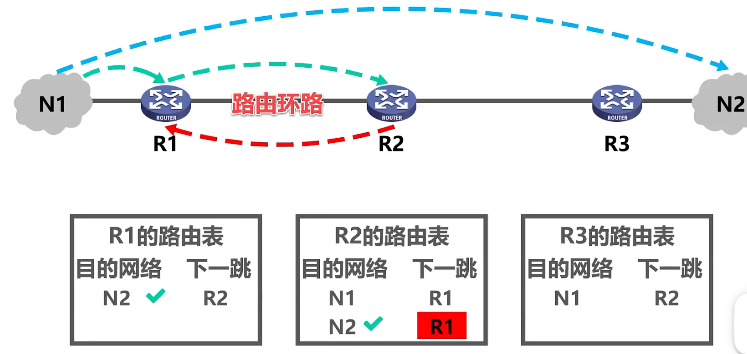 N1
路由环路
N2
ROUTER
ROUTER
ROUTER
R1
R2
R3
R1的路由表
目的网络 下一跳
N2 R2
R2的路由表
目的网络 下一跳
N1 R1
N2 R1
R3的路由表
目的网络 下一跳
N1 R2